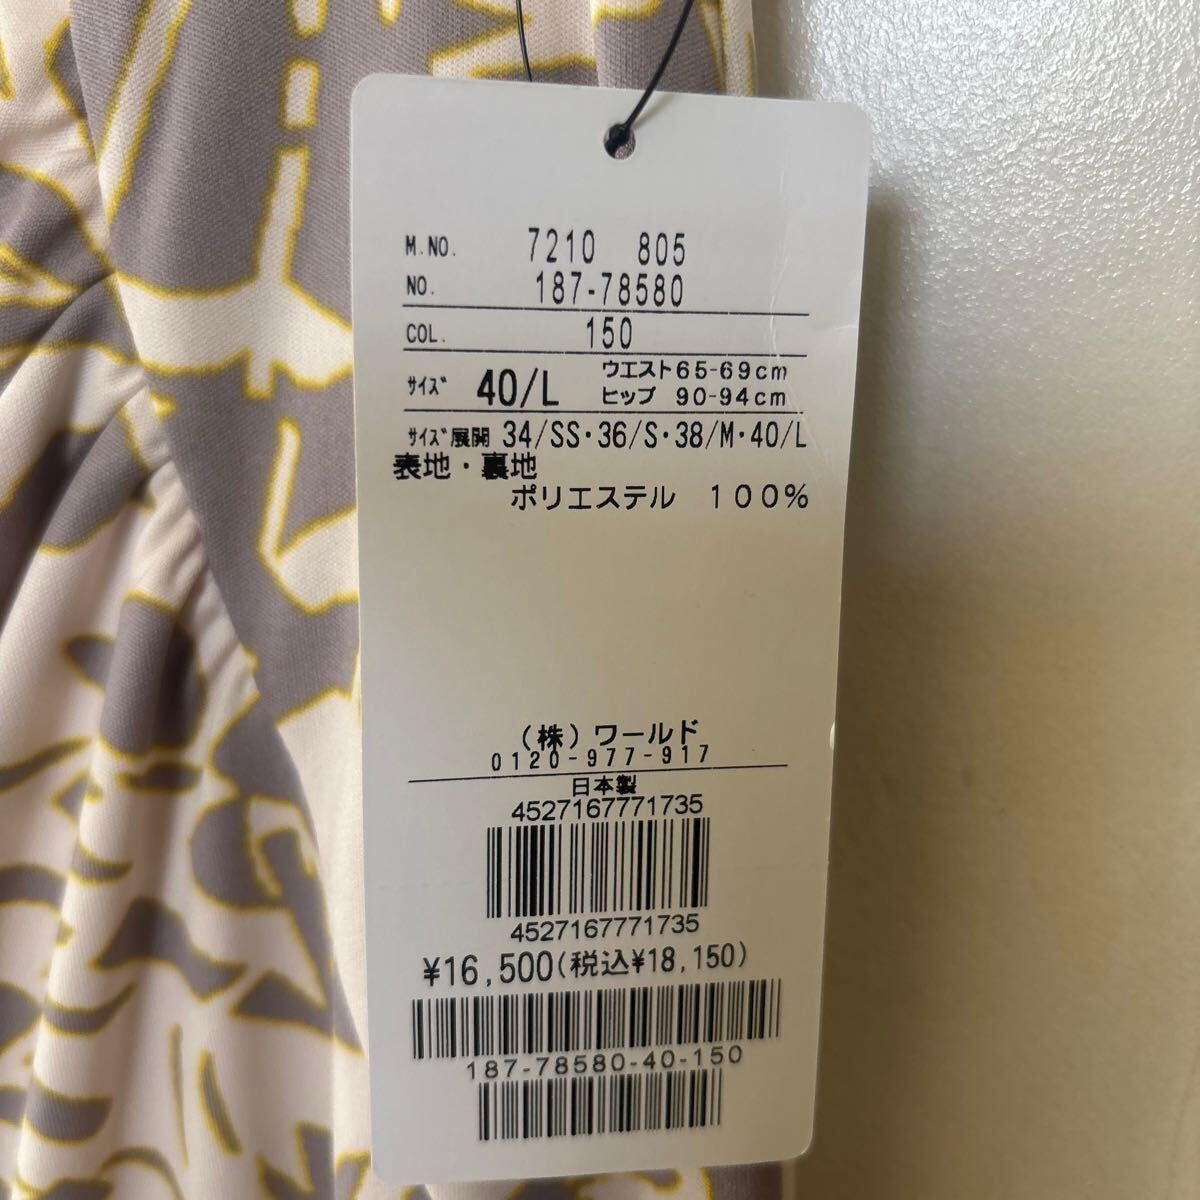 M.NO. 7210 805
NO. 187-78580
COL. 150
ｻｲｽﾞ 40/L ウエスト65-69cm
ヒップ 90-94cm
ｻｲｽﾞ展開 34/SS・36/S・38/M・40/L
表地・裏地
ポリエステル 100%
(株)ワールド
0120-977-917
日本製
4527167771735
4527167771735
¥16,500(税込¥18,150)
187-78580-40-150